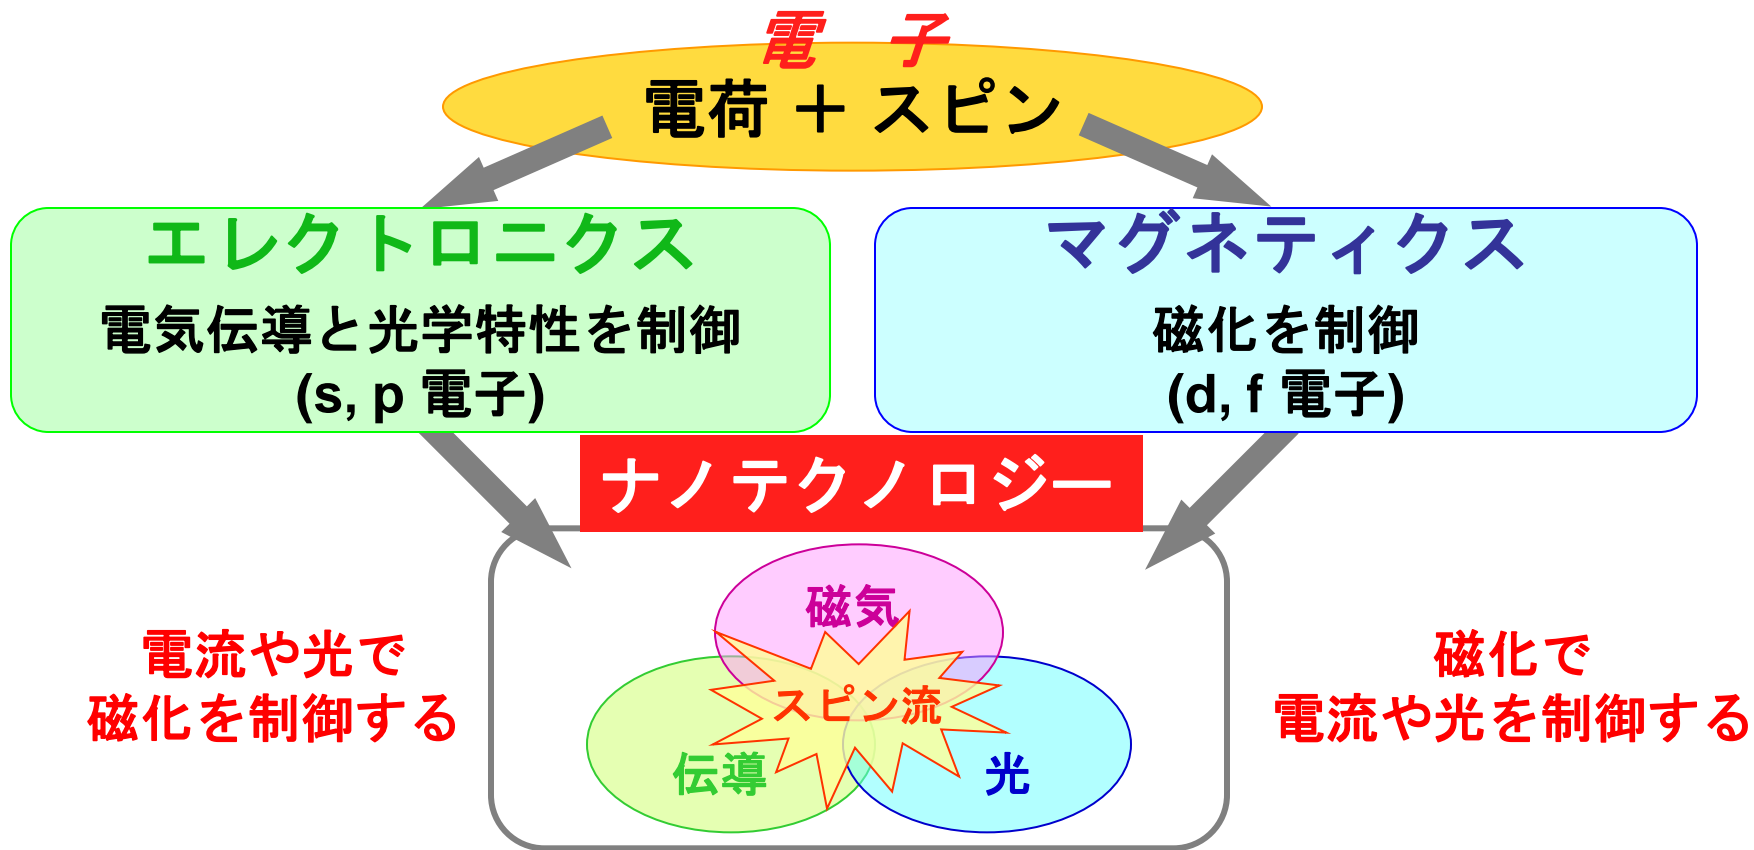 電 子
電荷 ＋ スピン
エレクトロニクス
電気伝導と光学特性を制御
(s, p 電子)
マグネティクス
磁化を制御
(d, f 電子)
ナノテクノロジー
磁気
スピン流
伝導
光
電流や光で
磁化を制御する
磁化で
電流や光を制御する